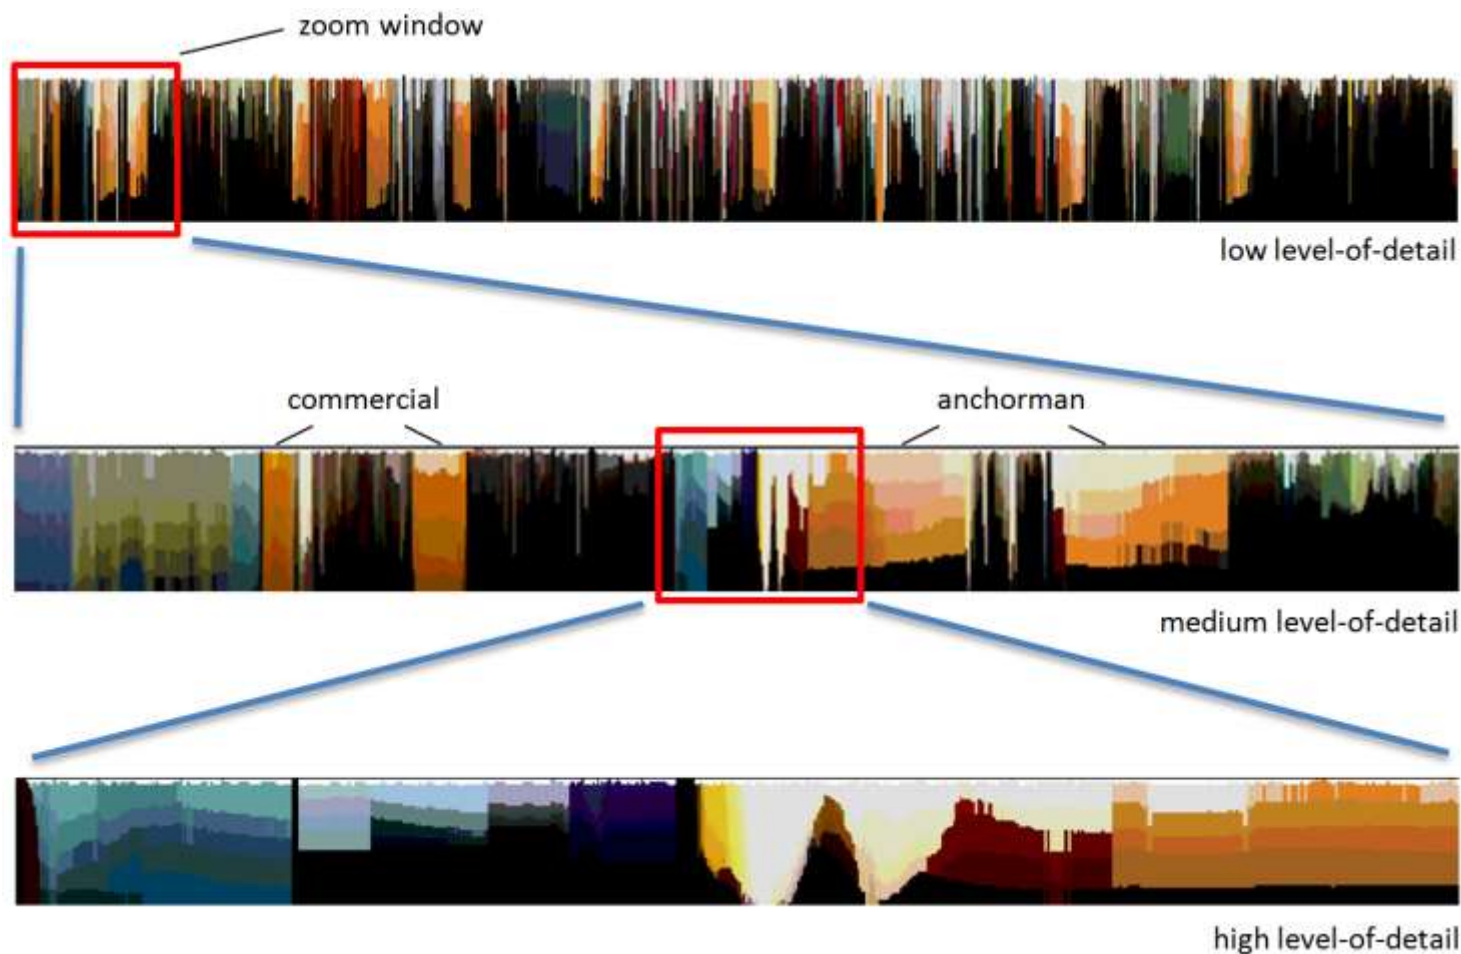 zoom window
low level-of-detail
commercial
anchorman
medium level-of-detail
high level-of-detail